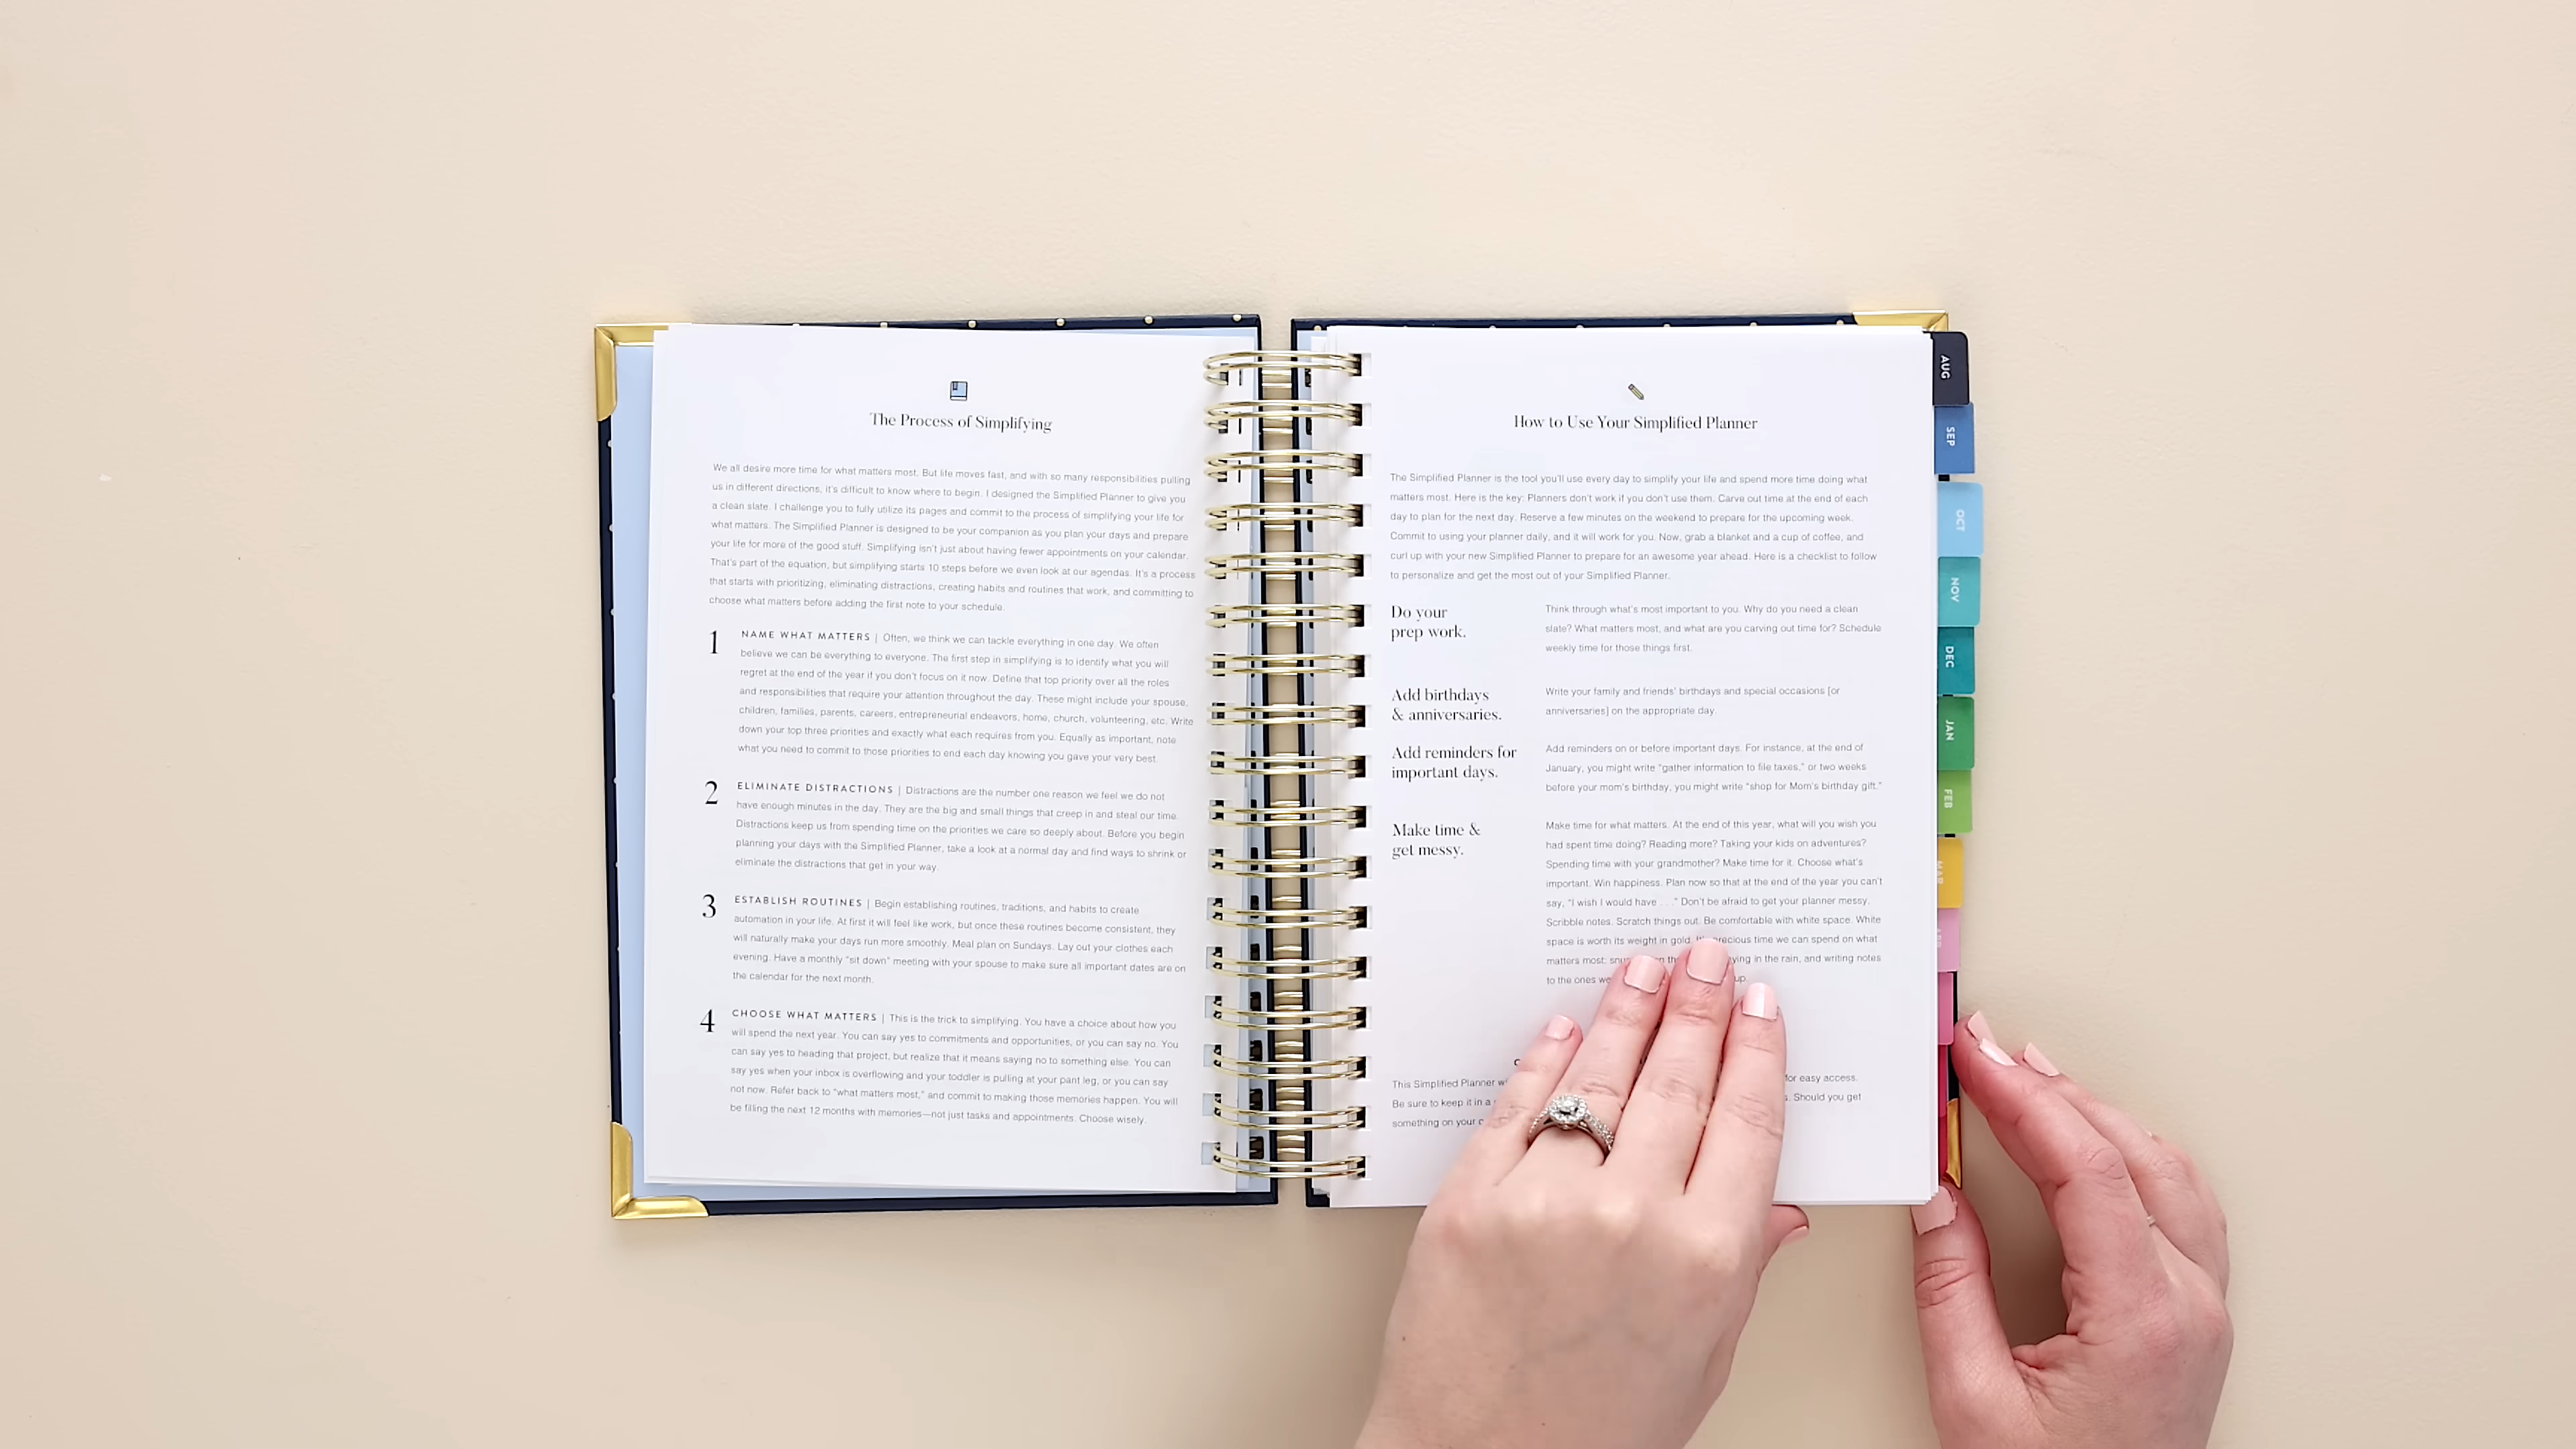 The Process of Simplifying
We all desire more time for what matters most. But life moves fast, and with so many responsibilities pulling
us in different directions, it's difficult to know where to begin. I designed the Simplified Planner to give you
a clean slate. I challenge you to fully utilize its pages and commit to the process of simplifying your life for
what matters. The Simplified Planner is designed to be your companion as you plan your days and prepare
your life for more of the good stuff. Simplifying isn't just about having fewer appointments on your calendar.
That's part of the equation, but simplifying starts 10 steps before we even look at our agendas. It's a process
that starts with prioritizing, eliminating distractions, creating habits and routines that work, and committing to
choose what matters before adding the first note to your schedule.
1 NAME WHAT MATTERS | Often, we think we can tackle everything in one day. We often
believe we can be everything to everyone. The first step in simplifying is to identify what you will
regret at the end of the year if you don't focus on it now. Define that top priority over all the roles
and responsibilities that require your attention throughout the day. These might include your spouse,
children, families, parents, careers, entrepreneurial endeavors, home, church, volunteering, etc. Write
down your top three priorities and exactly what each requires from you. Equally as important, note
what you need to commit to those priorities to end each day knowing you gave your very best.
2 ELIMINATE DISTRACTIONS | Distractions are the number one reason we feel we do not
have enough minutes in the day. They are the big and small things that creep in and steal our time.
Distractions keep us from spending time on the priorities we care so deeply about. Before you begin
planning your days with the Simplified Planner, take a look at a normal day and find ways to shrink or
eliminate the distractions that get in your way.
3 ESTABLISH ROUTINES | Begin establishing routines, traditions, and habits to create
automation in your life. At first it will feel like work, but once these routines become consistent, they
will naturally make your days run more smoothly. Meal plan on Sundays. Lay out your clothes each
evening. Have a monthly "sit down" meeting with your spouse to make sure all important dates are on
the calendar for the next month.
4 CHOOSE WHAT MATTERS | This is the trick to simplifying. You have a choice about how you
will spend the next year. You can say yes to commitments and opportunities, or you can say no. You
can say yes to heading that project, but realize that it means saying no to something else. You can
say yes when your inbox is overflowing and your toddler is pulling at your pant leg, or you can say
not now. Refer back to "what matters most," and commit to making those memories happen. You will
be filling the next 12 months with memories—not just tasks and appointments. Choose wisely.
How to Use Your Simplified Planner
The Simplified Planner is the tool you'll use every day to simplify your life and spend more time doing what
matters most. Here is the key: Planners don't work if you don't use them. Carve out time at the end of each
day to plan for the next day. Reserve a few minutes on the weekend to prepare for the upcoming week.
Commit to using your planner daily, and it will work for you. Now, grab a blanket and a cup of coffee, and
curl up with your new Simplified Planner to prepare for an awesome year ahead. Here is a checklist to follow
to personalize and get the most out of your Simplified Planner.
Do your
prep work.
Think through what's most important to you. Why do you need a clean
slate? What matters most, and what are you carving out time for? Schedule
weekly time for those things first.
Add birthdays
& anniversaries.
Write your family and friends' birthdays and special occasions [or
anniversaries] on the appropriate day.
Add reminders for
important days.
Add reminders on or before important days. For instance, at the end of
January, you might write "gather information to file taxes," or two weeks
before your mom's birthday, you might write "shop for Mom's birthday gift."
Make time &
get messy.
Make time for what matters. At the end of this year, what will you wish you
had spent time doing? Reading more? Taking your kids on adventures?
Spending time with your grandmother? Make time for it. Choose what's
important. Win happiness. Plan now so that at the end of the year you can't
say, "I wish I would have . . ." Don't be afraid to get your planner messy.
Scribble notes. Scratch things out. Be comfortable with white space. White
space is worth its weight in gold. precious time we can spend on what
matters most: in the rain, and writing notes
to the ones up.
This Simplified Planner for easy access.
Be sure to keep it in a Should you get
something on your
AUG
SEP
OCT
NOV
DEC
JAN
FEB
MAR
APR